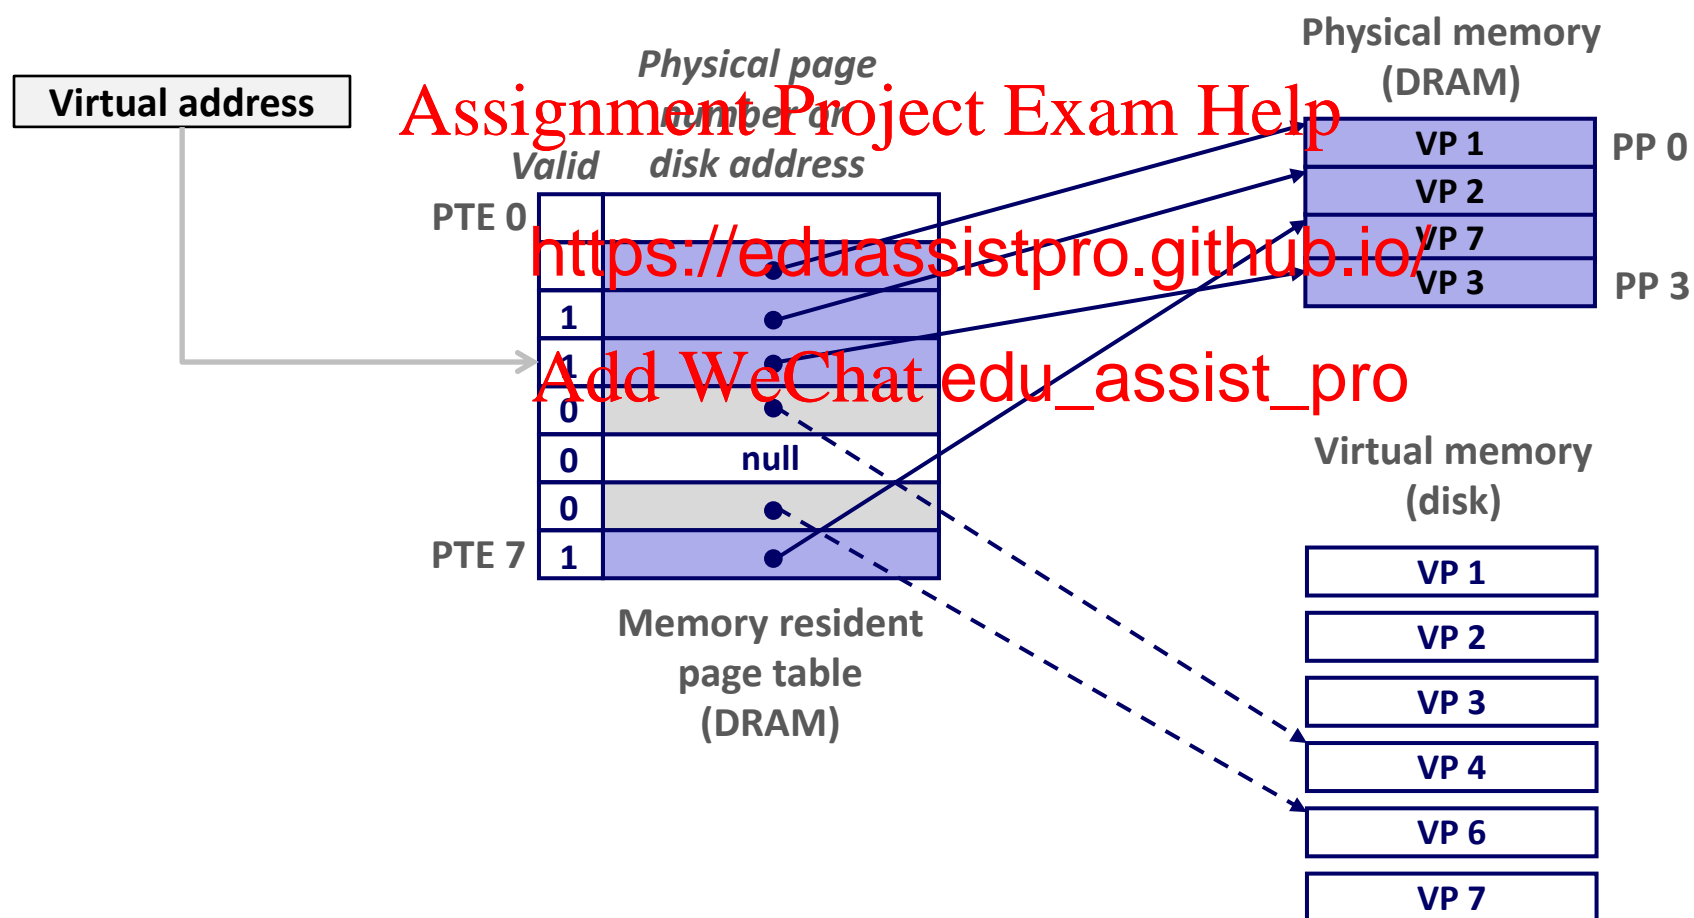 Physical memory
(DRAM)
Physical page
number or
disk address
Virtual address
Assignment Project Exam Help
Valid
VP 1
PP 0
VP 2
PTE 0
VP 7
https://eduassistpro.github.io/
VP 3
PP 3
1
1
Add WeChat edu_assist_pro
0
0
null
0
PTE 7
1
Virtual memory
(disk)
Memory resident
page table
(DRAM)
VP 1
VP 2
VP 3
VP 4
VP 6
VP 7